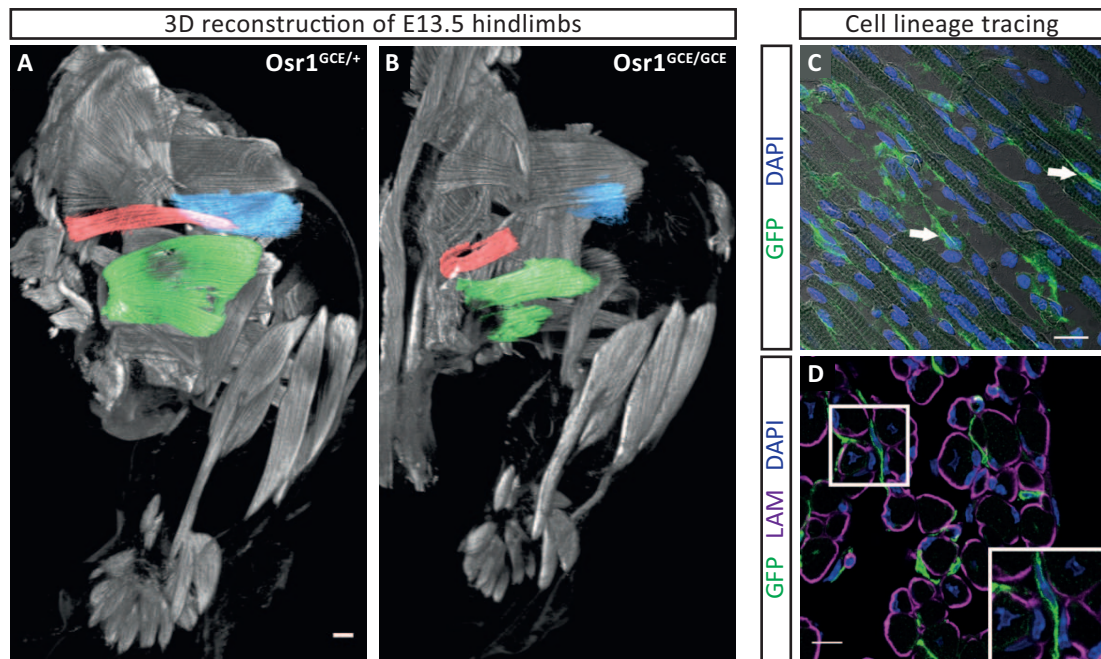 3D reconstruction of E13.5 hindlimbs
Cell lineage tracing
A
Osr1GCE/+
B
Osr1GCE/GCE
GFP DAPI
C
GFP LAM DAPI
D